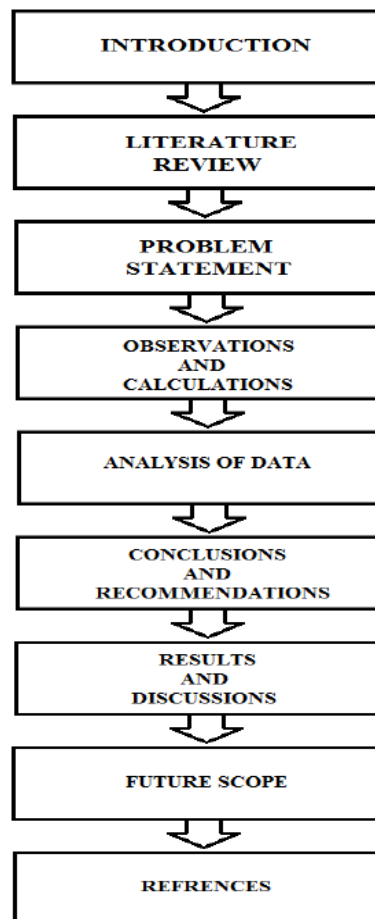 INTRODUCTION
LITERATURE
REVIEW
PROBLEM
STATEMENT
OBSERVATIONS
AND
CALCULATIONS
ANALYSIS OF DATA
CONCLUSIONS
AND
RECOMMENDATIONS
RESULTS
AND
DISCUSSIONS
FUTURE SCOPE
REFRENCES